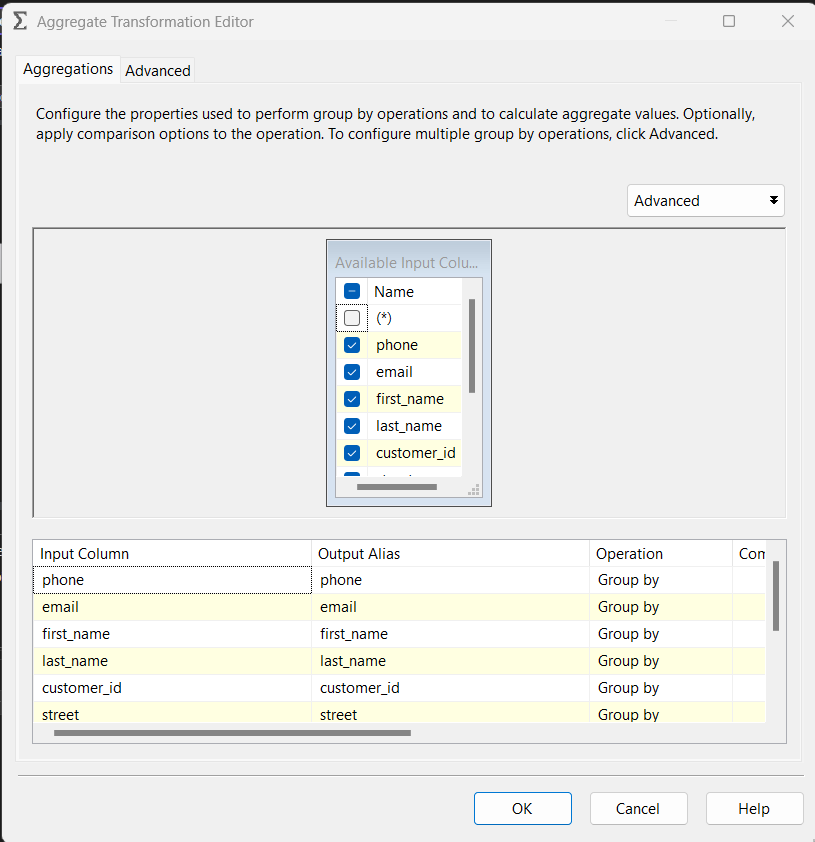 Aggregate Transformation Editor
Aggregations Advanced
Configure the properties used to perform group by operations and to calculate aggregate values. Optionally,
apply comparison options to the operation. To configure multiple group by operations, click Advanced.
Advanced
Available Input Colu...
Name
(*)
phone
email
first_name
last_name
customer_id
Input Column Output Alias Operation Com
phone phone Group by
email email Group by
first_name first_name Group by
last_name last_name Group by
customer_id customer_id Group by
street street Group by
OK Cancel Help